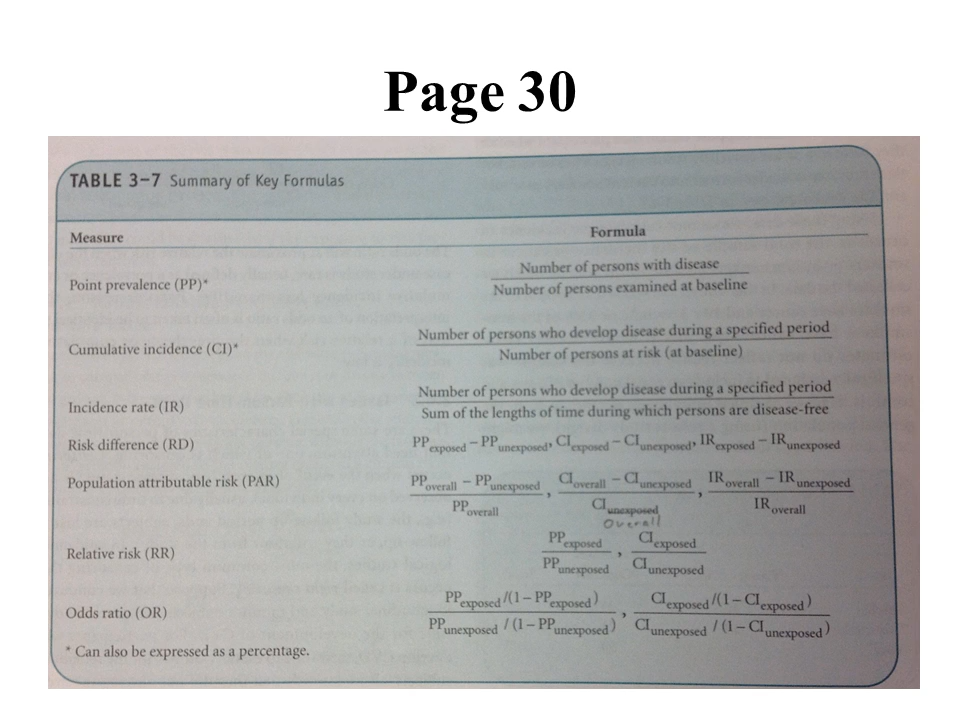 Page 30
TABLE 3–7 Summary of Key Formulas
Measure Formula
Point prevalence (PP)* Number of persons with disease
Number of persons examined at baseline
Cumulative incidence (CI)* Number of persons who develop disease during a specified period
Number of persons at risk (at baseline)
Incidence rate (IR) Number of persons who develop disease during a specified period
Sum of the lengths of time during which persons are disease-free
Risk difference (RD) PPexposed – PPunexposed, CIexposed – CIunexposed, IRexposed – IRunexposed
Population attributable risk (PAR) PPoverall – PPunexposed , CIoverall – CIunexposed , IRoverall – IRunexposed
PPoverall CIunexposed IRoverall
Overall
Relative risk (RR) PPexposed , CIexposed
PPunexposed CIunexposed
Odds ratio (OR) PPexposed /(1 – PPexposed ) , CIexposed /(1 – CIexposed )
PPunexposed / (1 – PPunexposed ) CIunexposed / (1 – CIunexposed )
* Can also be expressed as a percentage.